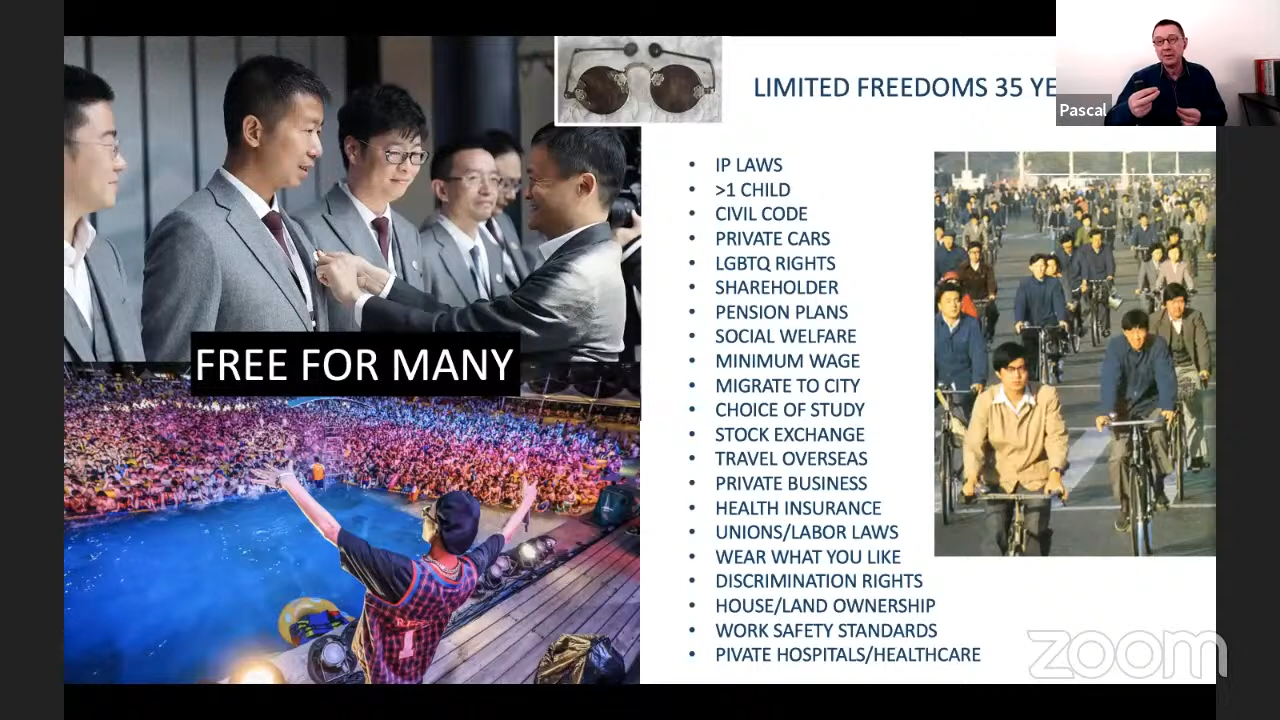 LIMITED FREEDOMS 35 YE
Pascal
• IP LAWS
• >1 CHILD
• CIVIL CODE
• PRIVATE CARS
• LGBTQ RIGHTS
• SHAREHOLDER
• PENSION PLANS
• SOCIAL WELFARE
• MINIMUM WAGE
• MIGRATE TO CITY
• CHOICE OF STUDY
• STOCK EXCHANGE
• TRAVEL OVERSEAS
• PRIVATE BUSINESS
• HEALTH INSURANCE
• UNIONS/LABOR LAWS
• WEAR WHAT YOU LIKE
• DISCRIMINATION RIGHTS
• HOUSE/LAND OWNERSHIP
• WORK SAFETY STANDARDS
• PIVATE HOSPITALS/HEALTHCARE
FREE FOR MANY
1
zoom